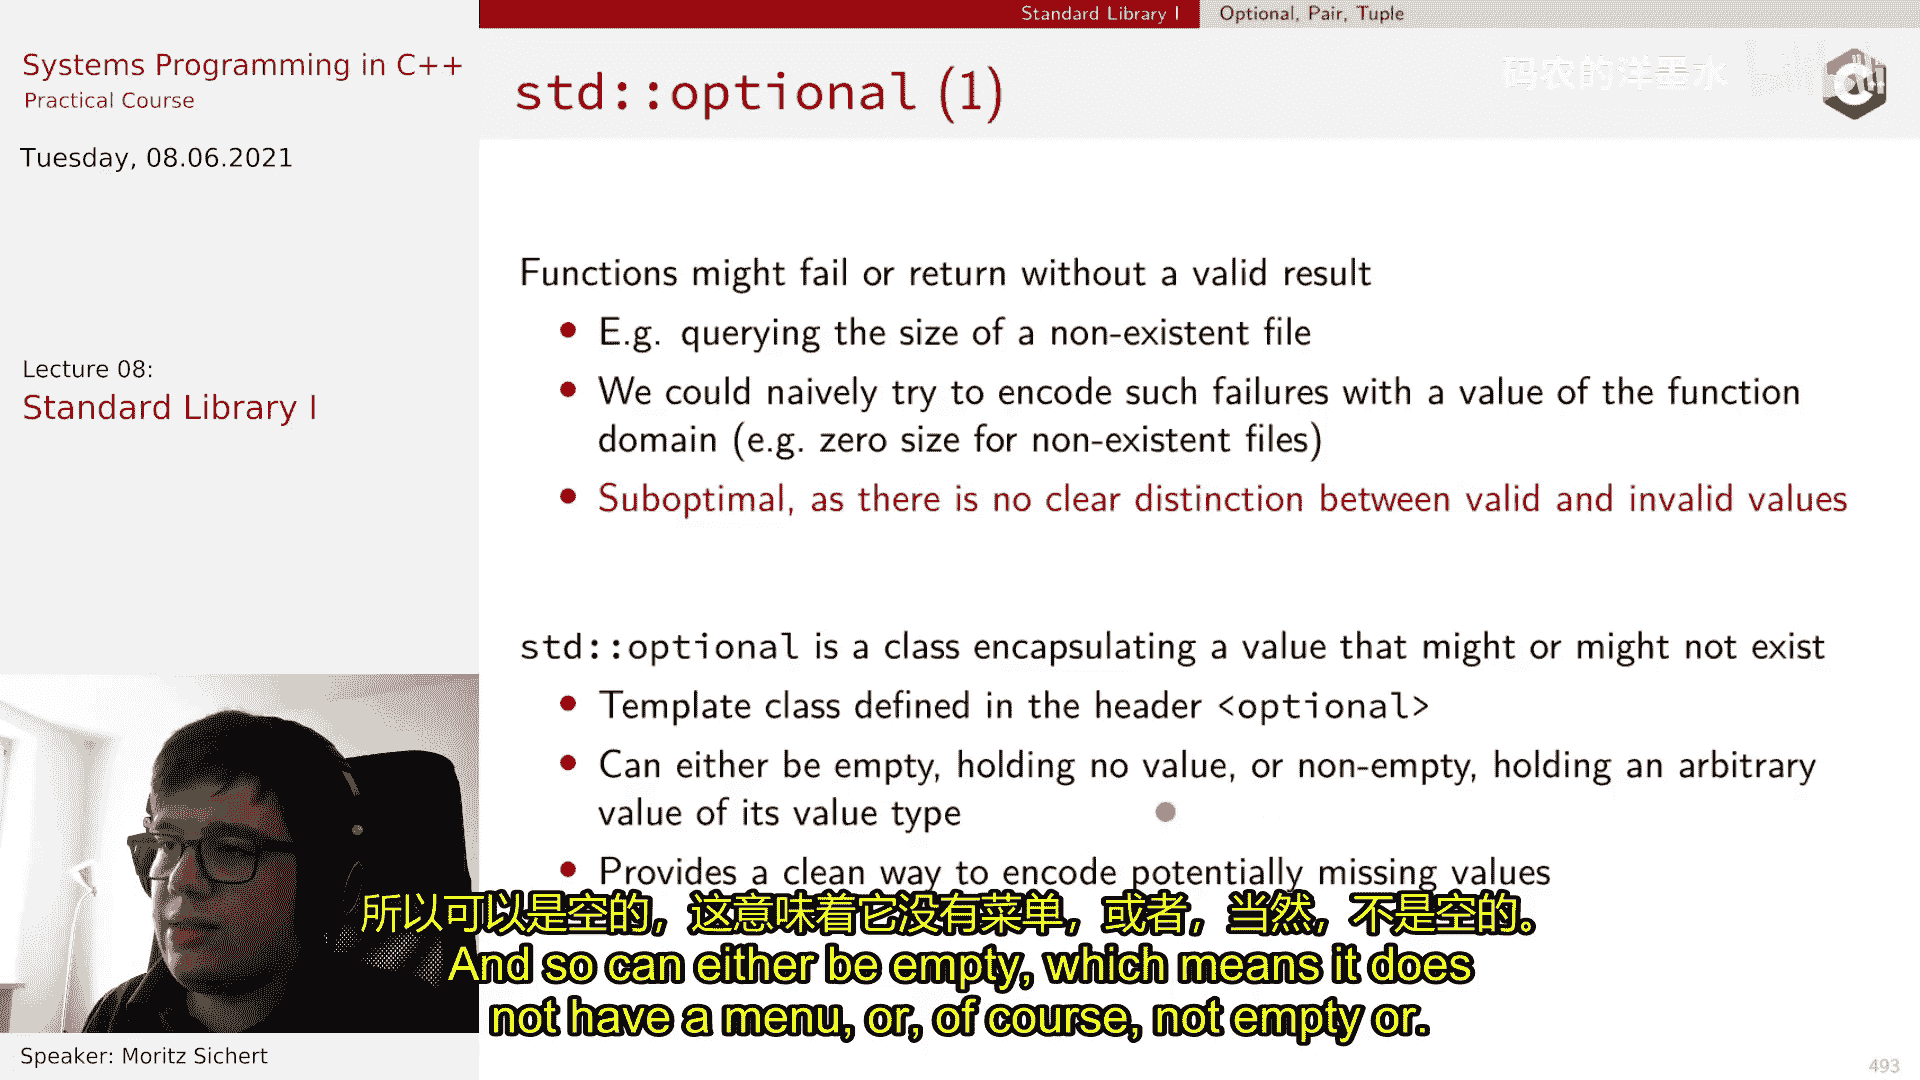 Standard Library I
Optional, Pair, Tuple
Systems Programming in C++
Practical Course
Tuesday, 08.06.2021
Lecture 08:
Standard Library I
std::optional (1)
码农的洋墨水
Functions might fail or return without a valid result
• E.g. querying the size of a non-existent file
• We could naively try to encode such failures with a value of the function
domain (e.g. zero size for non-existent files)
• Suboptimal, as there is no clear distinction between valid and invalid values
std::optional is a class encapsulating a value that might or might not exist
• Template class defined in the header <optional>
• Can either be empty, holding no value, or non-empty, holding an arbitrary
value of its value type
• Provides a clean way to encode potentially missing values
所以可以是空的，这意味着它没有菜单，或者，当然，不是空的。
And so can either be empty, which means it does
not have a menu, or, of course, not empty or.
Speaker: Moritz Sichert
493